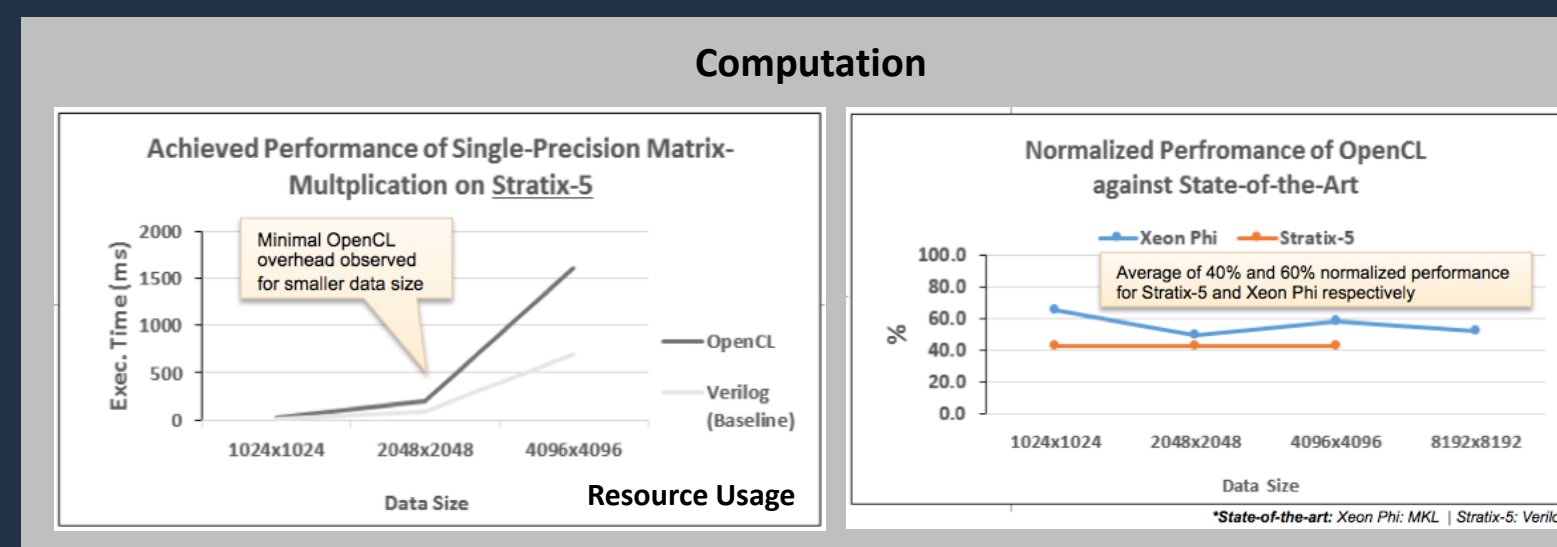 Computation
Achieved Performance of Single-Precision Matrix-
Multplication on Stratix-5
2000
1500
1000
500
0
Exec. Time (ms)
Minimal OpenCL
overhead observed
for smaller data size
OpenCL
Verilog
(Baseline)
1024x1024
2048x2048
4096x4096
Data Size
Resource Usage
Normalized Perfromance of OpenCL
against State-of-the-Art
Xeon Phi
Stratix-5
100.0
80.0
60.0
40.0
20.0
0.0
%
Average of 40% and 60% normalized performance
for Stratix-5 and Xeon Phi respectively
1024x1024
2048x2048
4096x4096
8192x8192
Data Size
*State-of-the-art: Xeon Phi: MKL | Stratix-5: